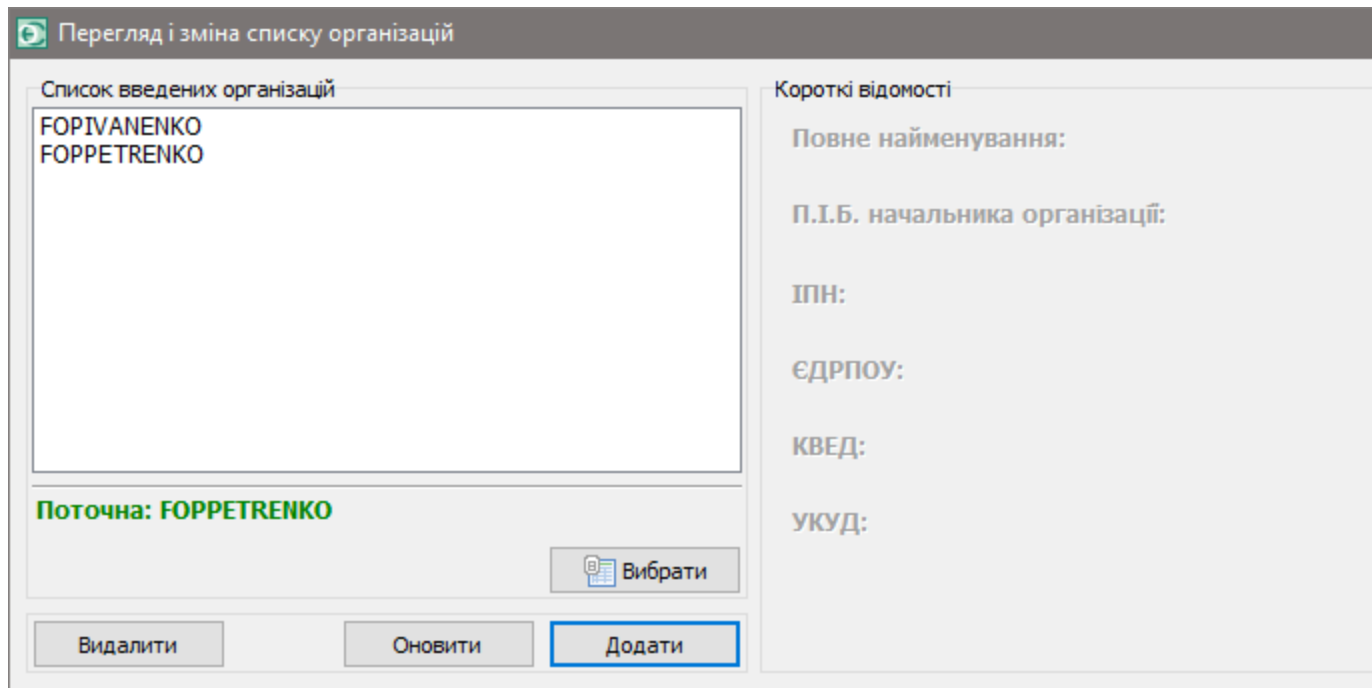 Перегляд і зміна списку організацій
Список введених організацій
FOPIVANENKO
FOPPETRENKO
Поточна: FOPPETRENKO
Вибрати
Видалити
Оновити
Додати
Короткі відомості
Повне найменування:
П.І.Б. начальника організації:
ІПН:
ЄДРПОУ:
КВЕД:
УКУД: